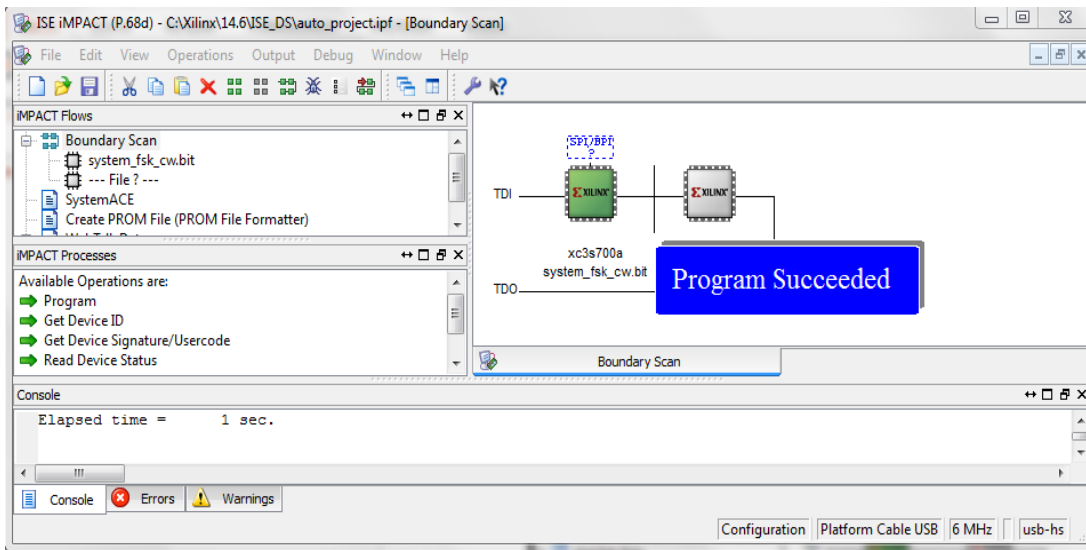 ISE iMPACT (P.68d) - C:\Xilinx\14.6\ISE_DS\auto_project.ipf - [Boundary Scan]
File Edit View Operations Output Debug Window Help
iMPACT Flows
Boundary Scan
system_fsk_cw.bit
--- File ? ---
SystemACE
Create PROM File (PROM File Formatter)
iMPACT Processes
Available Operations are:
Program
Get Device ID
Get Device Signature/Usercode
Read Device Status
SPI/BPI
?
TDI
XILINX
XILINX
xc3s700a
system_fsk_cw.bit
TDO
Program Succeeded
Boundary Scan
Console
Elapsed time = 1 sec.
Console Errors Warnings
Configuration Platform Cable USB 6 MHz usb-hs